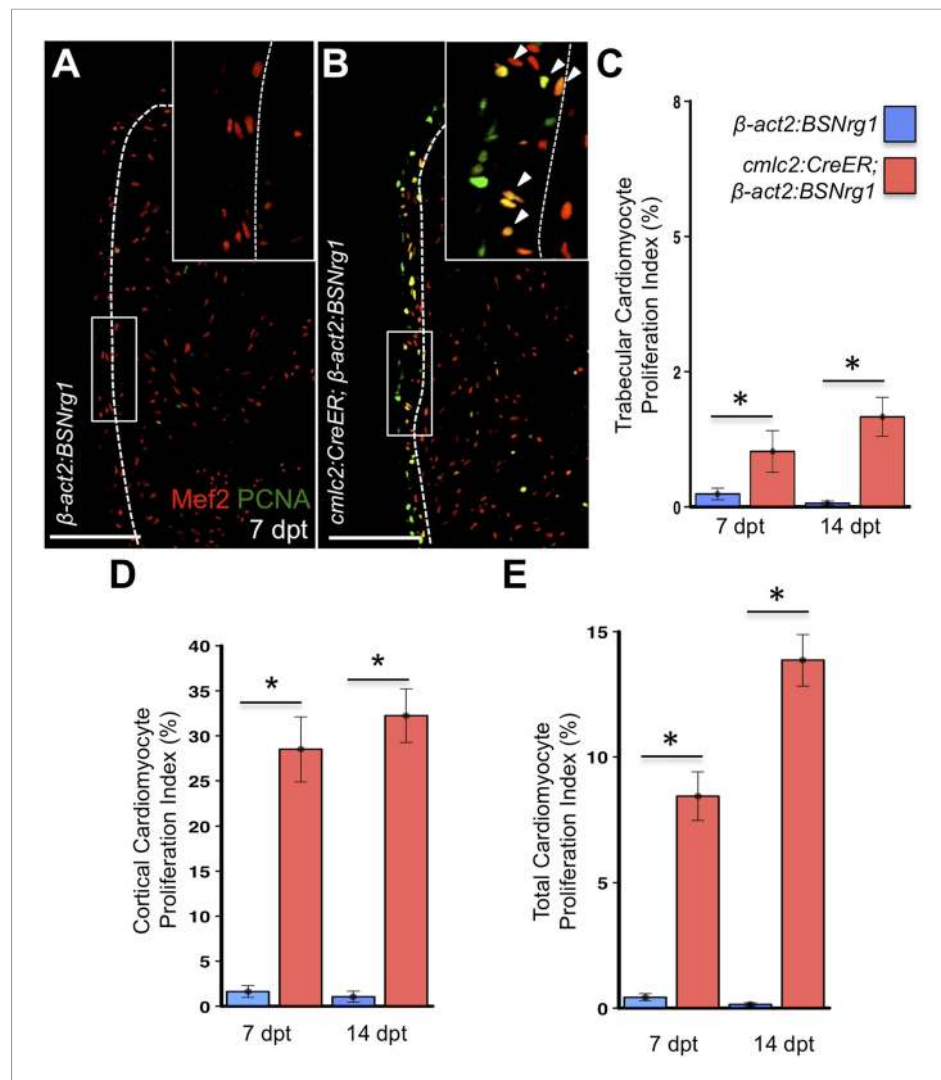 A
β-act2:BSNrg1
Mef2 PCNA
7 dpt
B
cmlc2:CreER; β-act2:BSNrg1
C
Trabecular Cardiomyocyte
Proliferation Index (%)
8
5
2
0
β-act2:BSNrg1
cmlc2:CreER;
β-act2:BSNrg1
*
*
7 dpt
14 dpt
D
Cortical Cardiomyocyte
Proliferation Index (%)
40
35
30
25
20
15
10
5
0
*
*
7 dpt
14 dpt
E
Total Cardiomyocyte
Proliferation Index (%)
15
10
5
0
*
*
7 dpt
14 dpt